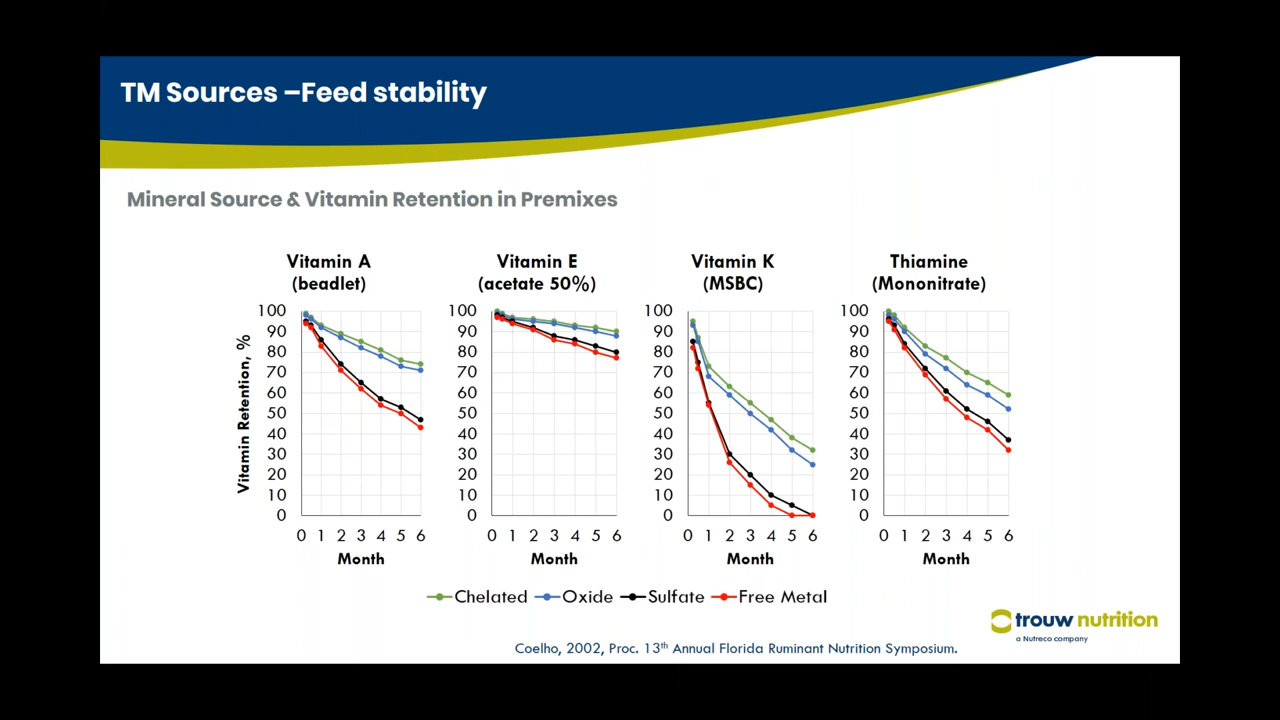 TM Sources –Feed stability
Mineral Source & Vitamin Retention in Premixes
Vitamin A
(beadlet)
Vitamin E
(acetate 50%)
Vitamin K
(MSBC)
Thiamine
(Mononitrate)
Vitamin Retention, %
100
90
80
70
60
50
40
30
20
10
0
0 1 2 3 4 5 6
Month
100
90
80
70
60
50
40
30
20
10
0
0 1 2 3 4 5 6
Month
100
90
80
70
60
50
40
30
20
10
0
0 1 2 3 4 5 6
Month
100
90
80
70
60
50
40
30
20
10
0
0 1 2 3 4 5 6
Month
Chelated Oxide Sulfate Free Metal
trouw nutrition
a Nutreco company
Coelho, 2002, Proc. 13th Annual Florida Ruminant Nutrition Symposium.